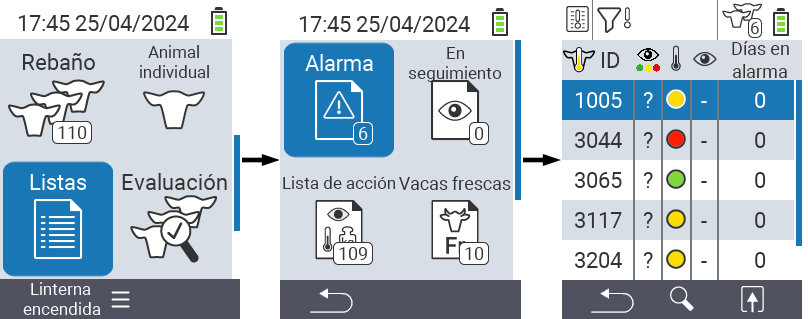 17:45 25/04/2024
Rebaño
110
Animal
individual
Listas
Evaluación
Linterna
encendida
17:45 25/04/2024
Alarma
6
En
seguimiento
0
Lista de acción
109
Vacas frescas
Fr
10
6
ID
Días en
alarma
1005 ? - 0
3044 ? - 0
3065 ? - 0
3117 ? - 0
3204 ? - 0